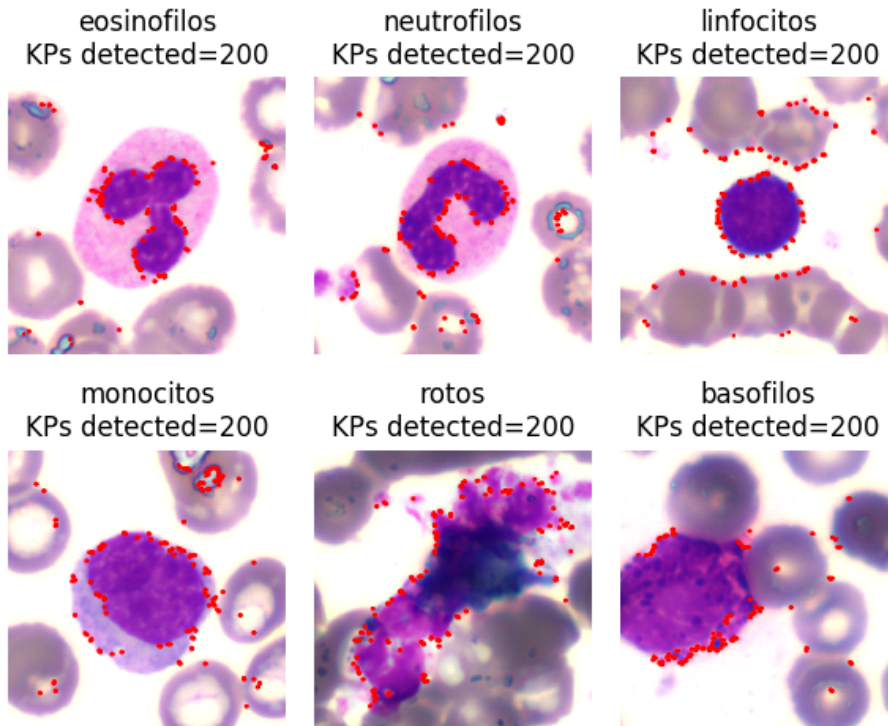 eosinofilos
KPs detected=200
neutrofilos
KPs detected=200
linfocitos
KPs detected=200
monocitos
KPs detected=200
rotos
KPs detected=200
basofilos
KPs detected=200